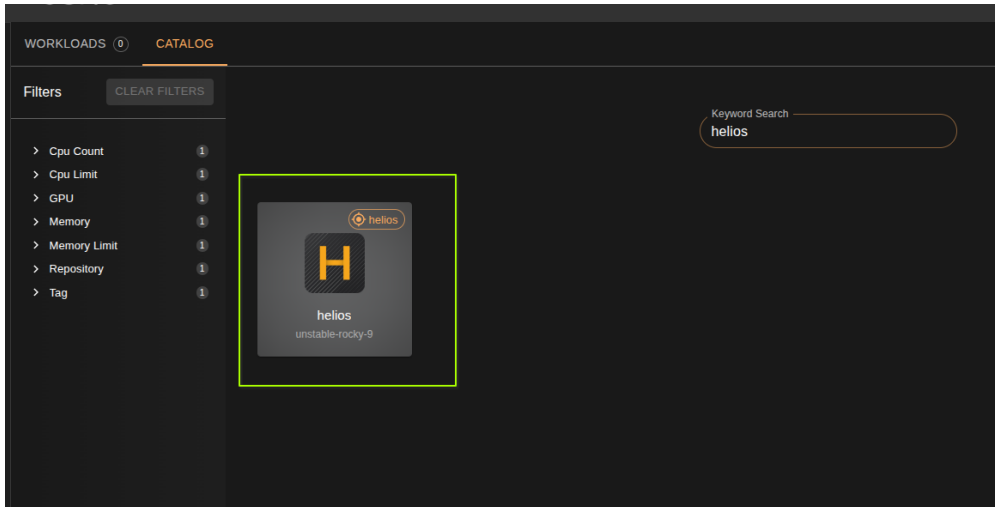 WORKLOADS 0 CATALOG
Filters CLEAR FILTERS
Keyword Search
helios
Cpu Count 1
Cpu Limit 1
GPU 1
Memory 1
Memory Limit 1
Repository 1
Tag 1
helios
H
helios
unstable-rocky-9